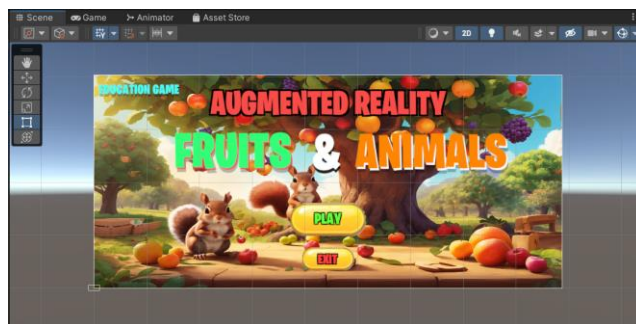 Scene Game Animator Asset Store
2D
EDUCATION GAME
AUGMENTED REALITY
FRUITS & ANIMALS
PLAY
EXIT